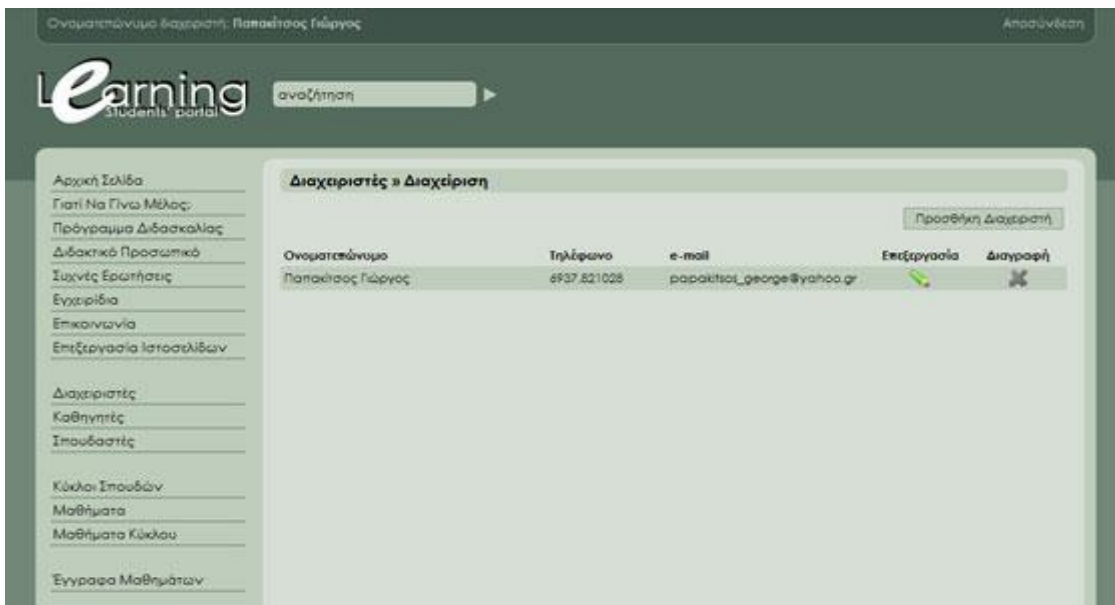 Ονοματεπώνυμο διαχειριστή: Παπακίτσος Γιώργος
Αποσύνδεση
Learning
Students' portal
αναζήτηση
Αρχική Σελίδα
Γιατί Να Γίνω Μέλος;
Πρόγραμμα Διδασκαλίας
Διδακτικό Προσωπικό
Συχνές Ερωτήσεις
Εγχειρίδια
Επικοινωνία
Επεξεργασία Ιστοσελίδων
Διαχειριστές
Καθηγητές
Σπουδαστές
Κύκλοι Σπουδών
Μαθήματα
Μαθήματα Κύκλου
Έγγραφα Μαθημάτων
Διαχειριστές » Διαχείριση
Προσθήκη Διαχειριστή
Ονοματεπώνυμο Τηλέφωνο e-mail Επεξεργασία Διαγραφή
Παπακίτσος Γιώργος 6937.821028 papakitsos_george@yahoo.gr